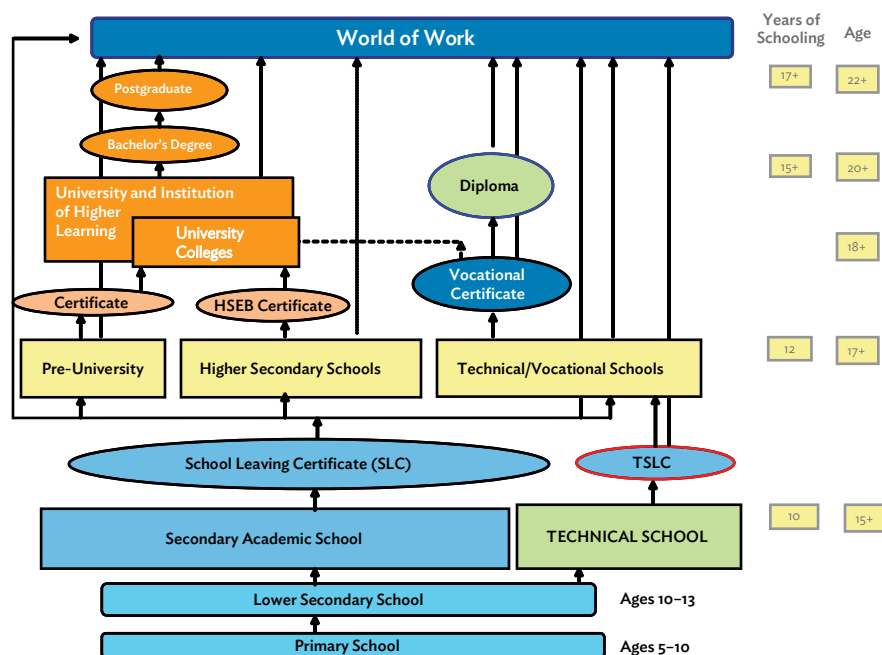 World of Work
Years of
Schooling
Age
Postgraduate
17+
22+
Bachelor's Degree
15+
20+
University and Institution
of Higher
Learning
Diploma
University
Colleges
18+
Vocational
Certificate
Certificate
HSEB Certificate
Pre-University
Higher Secondary Schools
Technical/Vocational Schools
12
17+
School Leaving Certificate (SLC)
TSLC
Secondary Academic School
TECHNICAL SCHOOL
10
15+
Lower Secondary School
Ages 10–13
Primary School
Ages 5–10